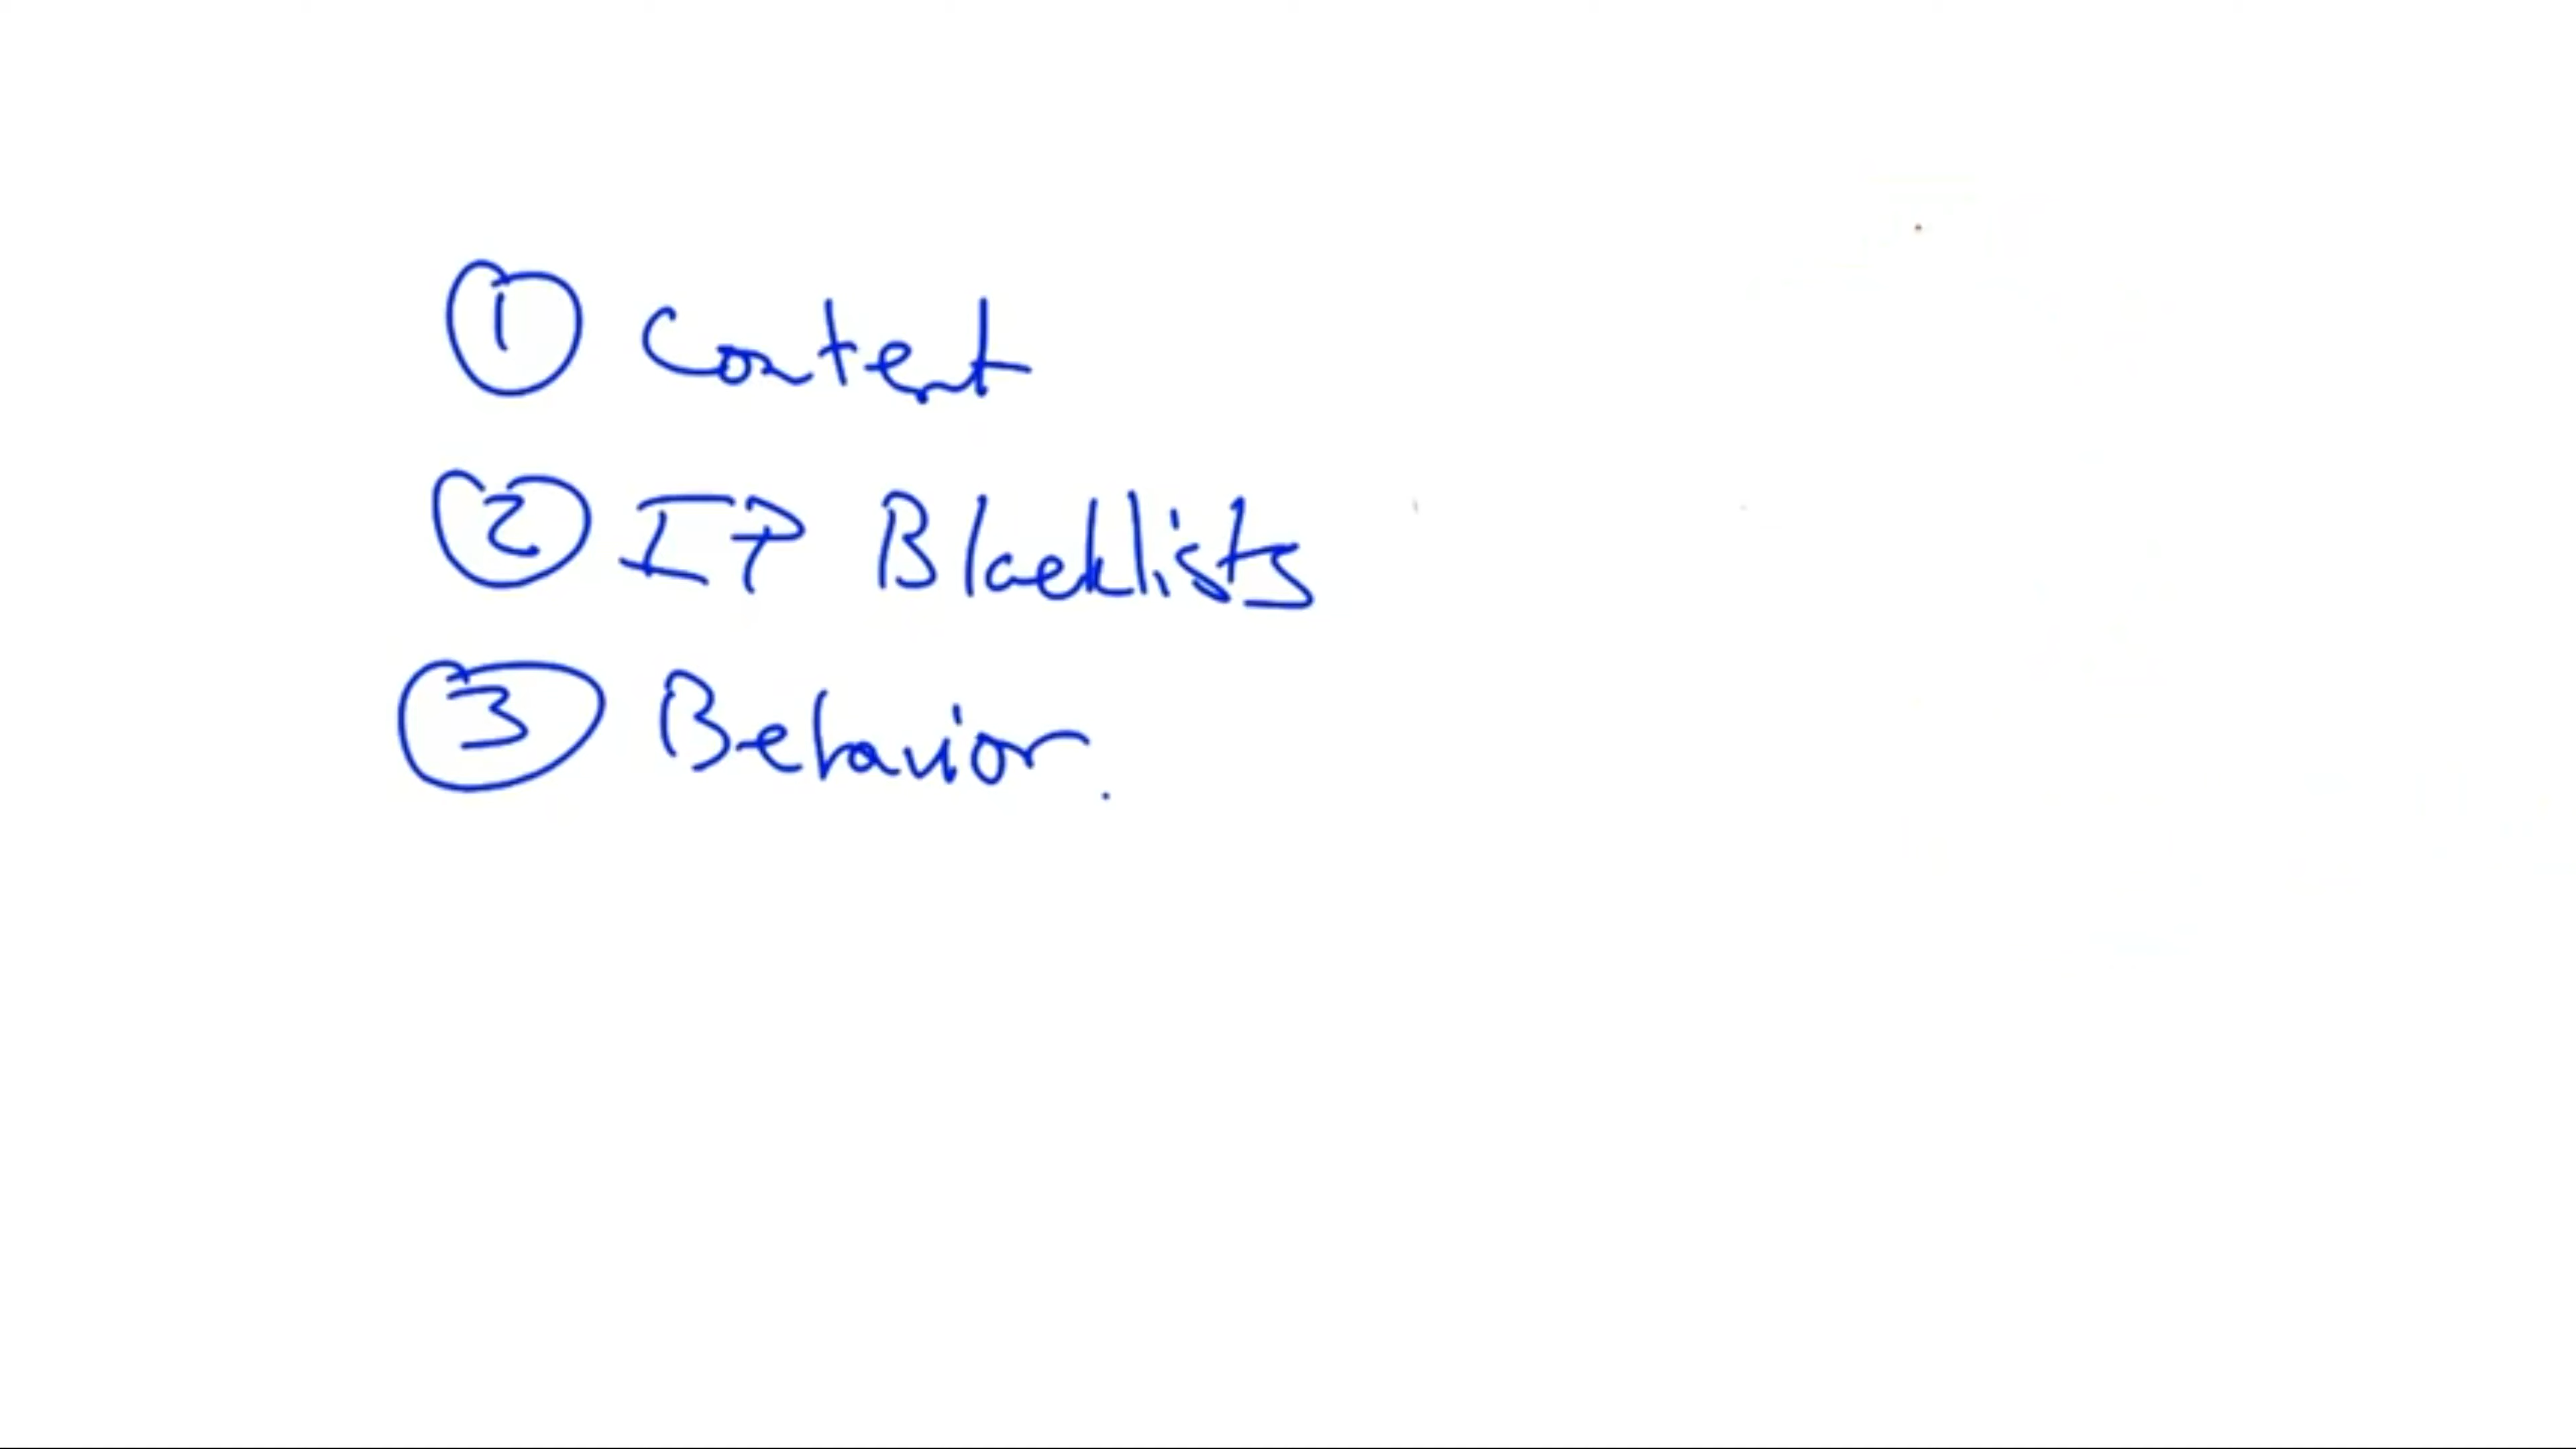 ① Content
② IP Blacklists
③ Behavior.